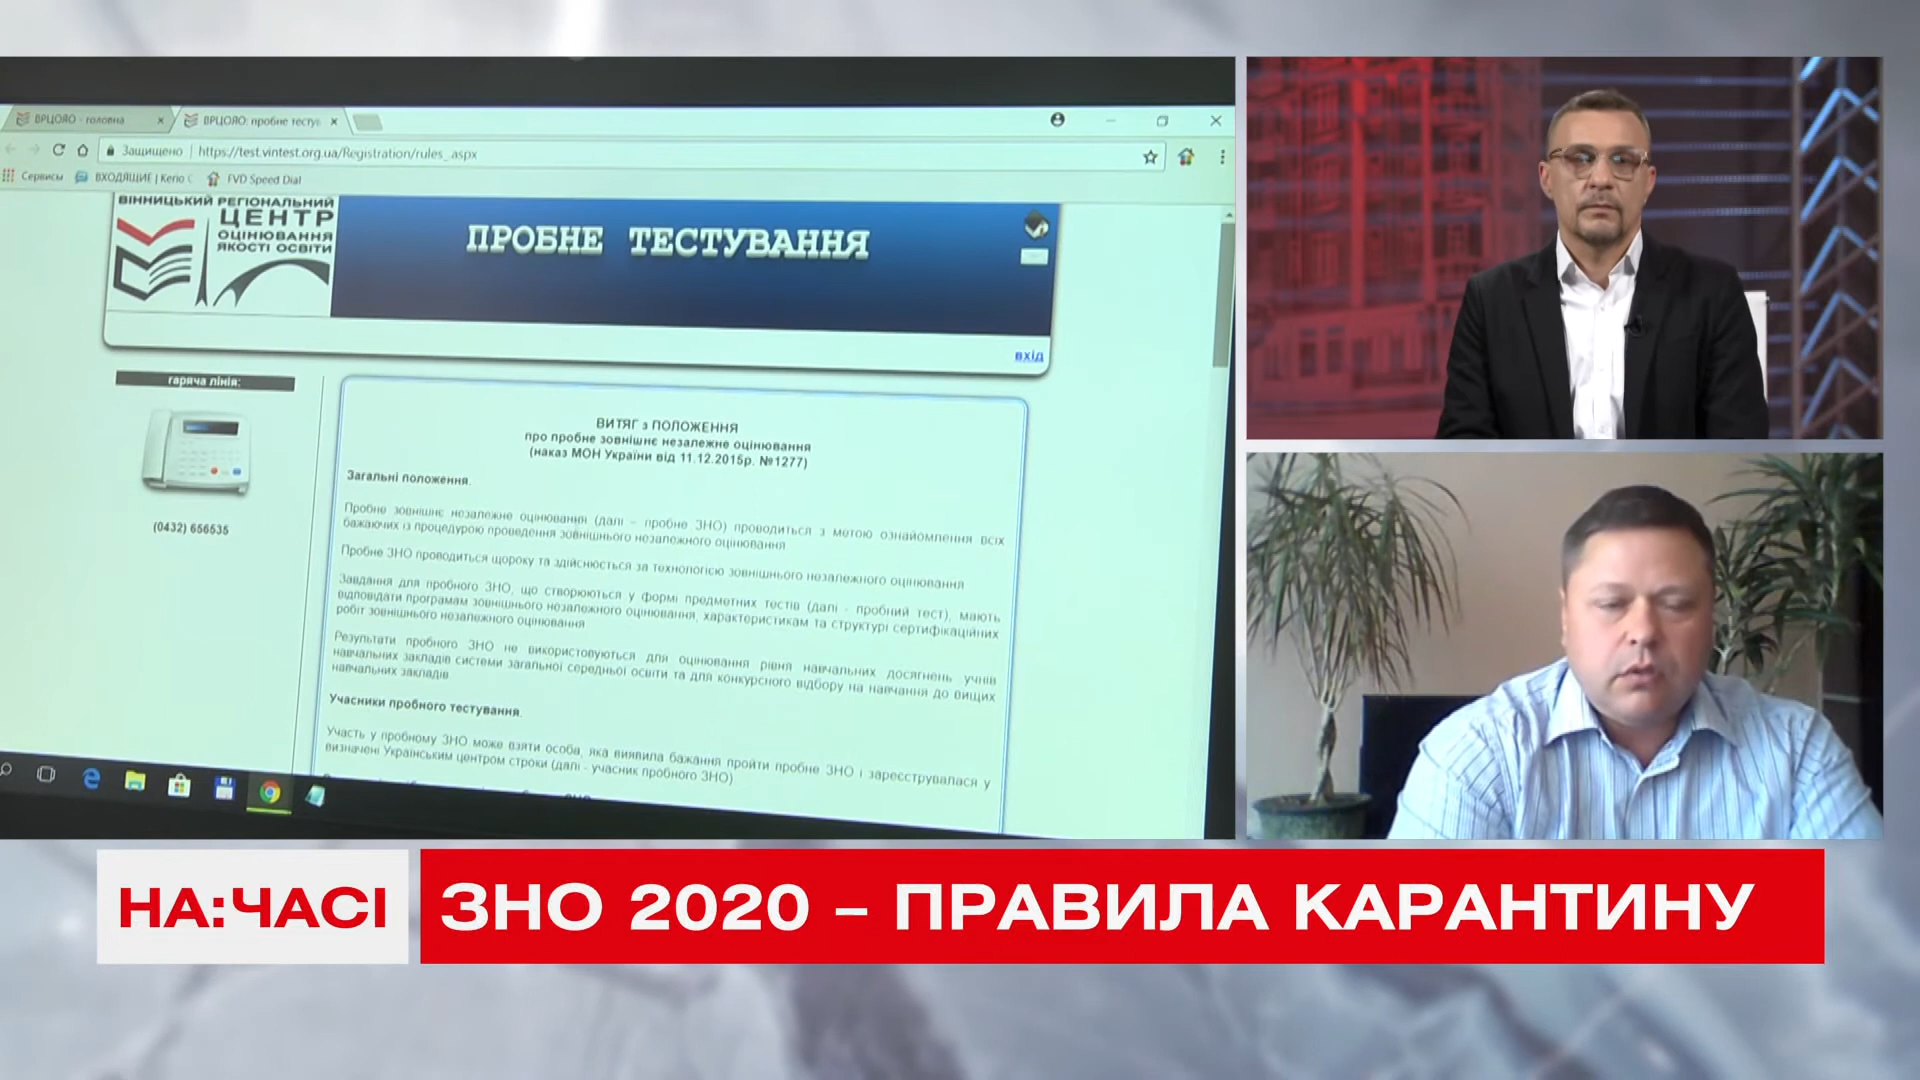 ВРЦОЯО - головна
ВРЦОЯО: пробне тесту
Защищено | https://test.vintest.org.ua/Registration/rules_.aspx
Сервисы ВХОДЯЩИЕ | Kerio FVD Speed Dial
ВІННИЦЬКИЙ РЕГІОНАЛЬНИЙ
ЦЕНТР
ОЦІНЮВАННЯ
ЯКОСТІ ОСВІТИ
ПРОБНЕ ТЕСТУВАННЯ
вхід
гаряча лінія:
(0432) 656535
ВИТЯГ з ПОЛОЖЕННЯ
про пробне зовнішнє незалежне оцінювання
(наказ МОН України від 11.12.2015р. №1277)
Загальні положення.
Пробне зовнішнє незалежне оцінювання (далі – пробне ЗНО) проводиться з метою ознайомлення всіх
бажаючих із процедурою проведення зовнішнього незалежного оцінювання
Пробне ЗНО проводиться щороку та здійснюється за технологією зовнішнього незалежного оцінювання
Завдання для пробного ЗНО, що створюються у формі предметних тестів (далі - пробний тест), мають
відповідати програмам зовнішнього незалежного оцінювання, характеристикам та структурі сертифікаційних
робіт зовнішнього незалежного оцінювання
Результати пробного ЗНО не використовуються для оцінювання рівня навчальних досягнень учнів
навчальних закладів системи загальної середньої освіти та для конкурсного відбору на навчання до вищих
навчальних закладів
Учасники пробного тестування.
Участь у пробному ЗНО може взяти особа, яка виявила бажання пройти пробне ЗНО і зареєструвалася у
визначені Українським центром строки (далі - учасник пробного ЗНО)
НА:ЧАСІ
ЗНО 2020 – ПРАВИЛА КАРАНТИНУ